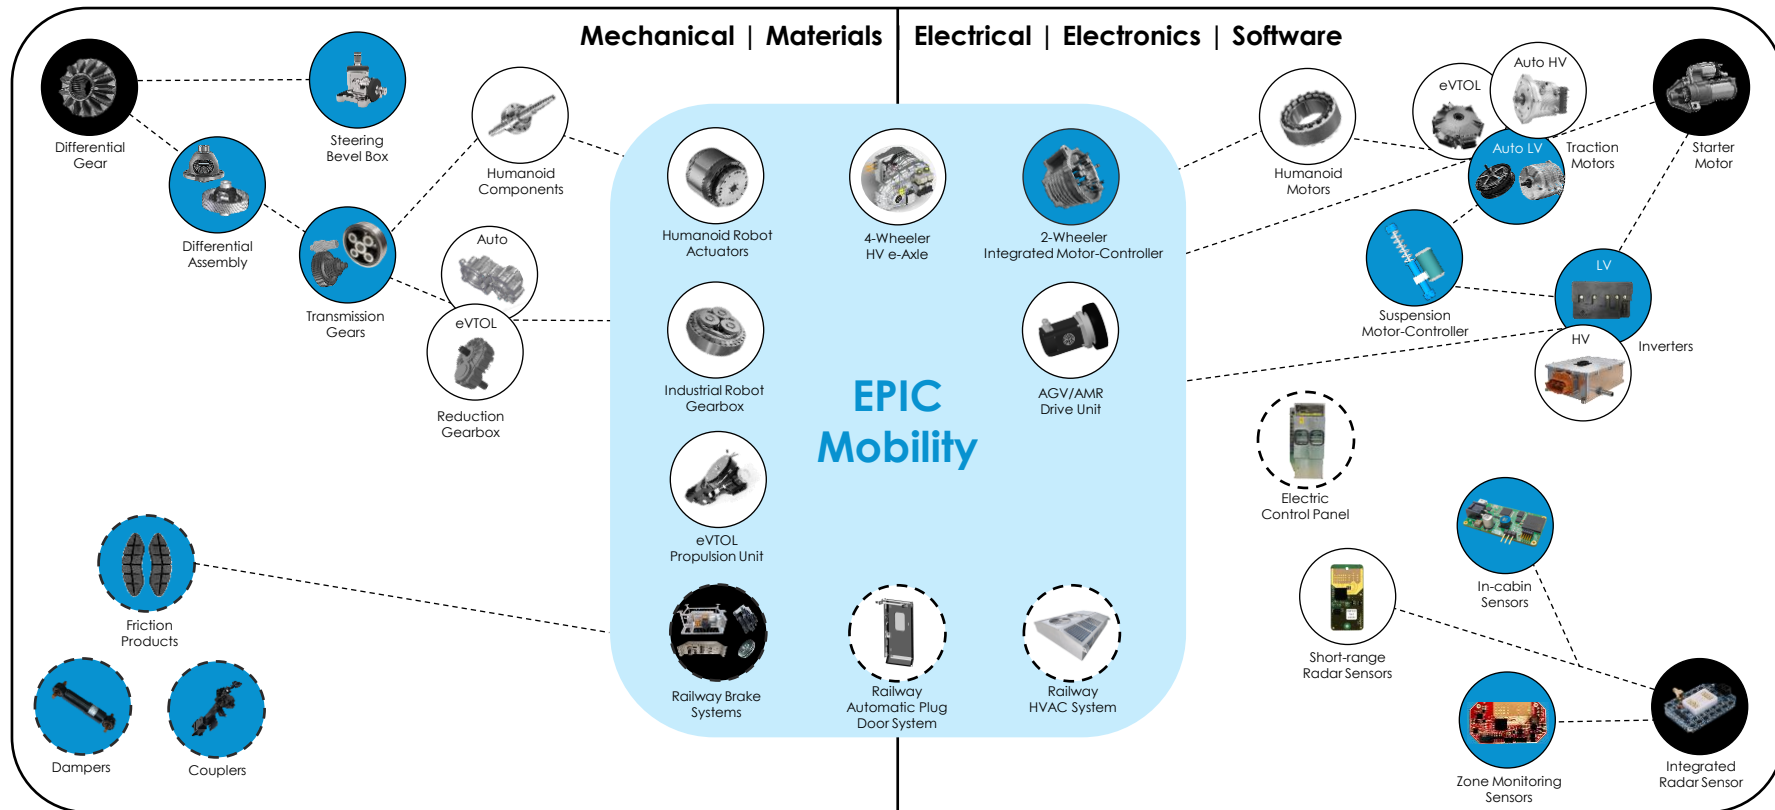 Mechanical | Materials | Electrical | Electronics | Software
Differential
Gear
Steering
Bevel Box
Differential
Assembly
Transmission
Gears
Humanoid
Components
Auto
eVTOL
Reduction
Gearbox
Friction
Products
Dampers
Couplers
Humanoid Robot
Actuators
4-Wheeler
HV e-Axle
2-Wheeler
Integrated Motor-Controller
Industrial Robot
Gearbox
EPIC
Mobility
AGV/AMR
Drive Unit
eVTOL
Propulsion Unit
Railway Brake
Systems
Railway
Automatic Plug
Door System
Railway
HVAC System
Humanoid
Motors
eVTOL
Auto HV
Auto LV
Traction
Motors
Starter
Motor
Suspension
Motor-Controller
LV
HV
Inverters
Electric
Control Panel
In-cabin
Sensors
Short-range
Radar Sensors
Zone Monitoring
Sensors
Integrated
Radar Sensor